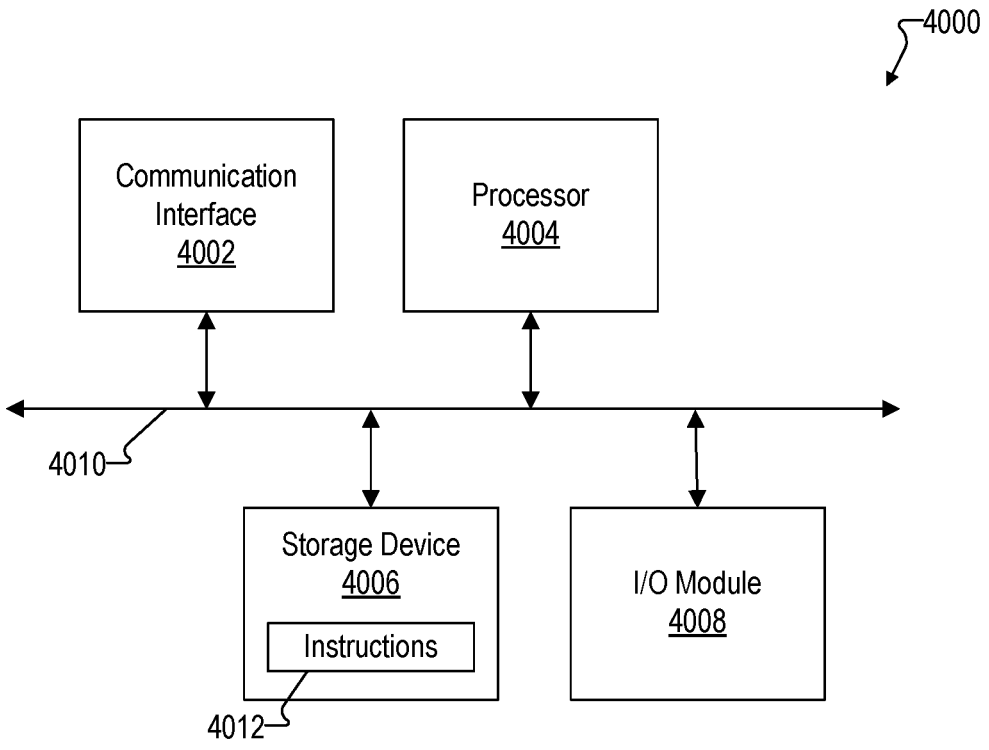 4000
Communication
Interface
4002
Processor
4004
4010
Storage Device
4006
Instructions
4012
I/O Module
4008